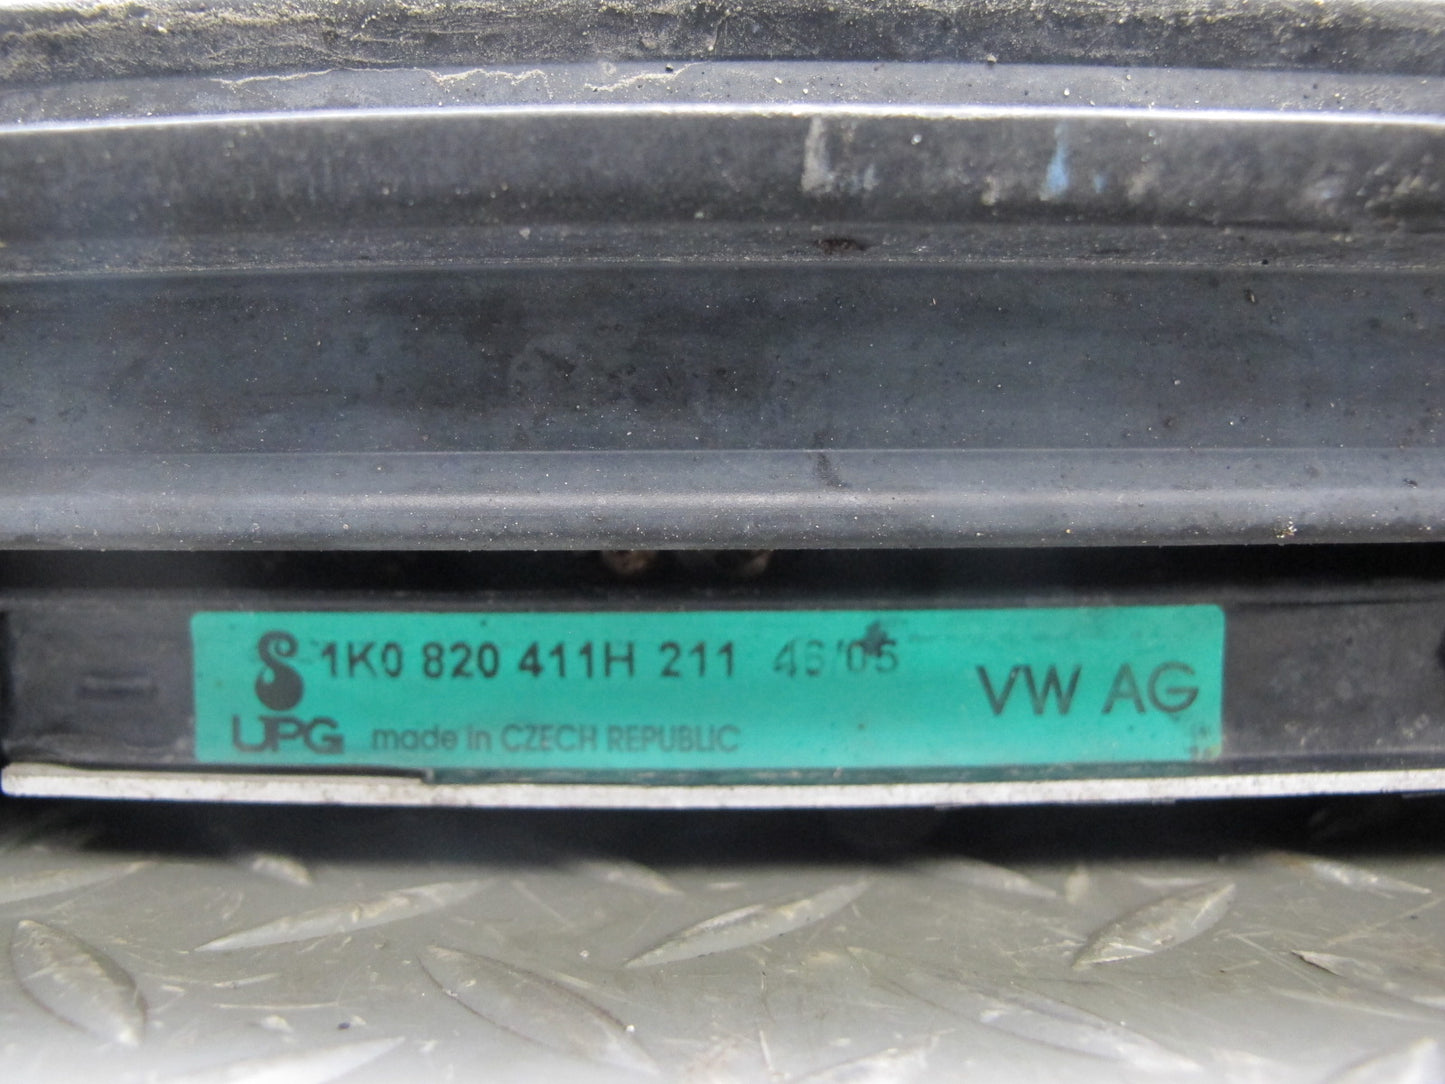 1K0 820 411H 211 46/05
VW AG
UPG made in CZECH REPUBLIC